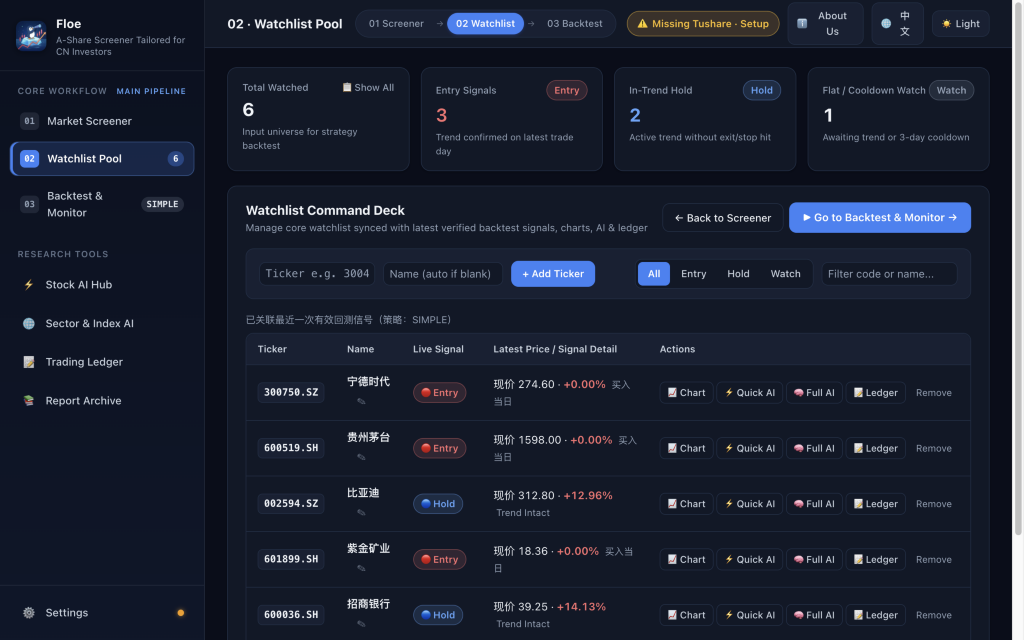 Floe
A-Share Screener Tailored for
CN Investors
CORE WORKFLOW MAIN PIPELINE
01 Market Screener
02 Watchlist Pool 6
03 Backtest &
Monitor SIMPLE
RESEARCH TOOLS
Stock AI Hub
Sector & Index AI
Trading Ledger
Report Archive
Settings
02 · Watchlist Pool
01 Screener → 02 Watchlist → 03 Backtest
Missing Tushare · Setup
About
Us
中
文
Light
Total Watched Show All
6
Input universe for strategy
backtest
Entry Signals Entry
3
Trend confirmed on latest trade
day
In-Trend Hold Hold
2
Active trend without exit/stop hit
Flat / Cooldown Watch Watch
1
Awaiting trend or 3-day cooldown
Watchlist Command Deck
Manage core watchlist synced with latest verified backtest signals, charts, AI & ledger
← Back to Screener
▶ Go to Backtest & Monitor →
Ticker e.g. 3004 Name (auto if blank) + Add Ticker All Entry Hold Watch Filter code or name...
已关联最近一次有效回测信号（策略：SIMPLE）
Ticker Name Live Signal Latest Price / Signal Detail Actions
300750.SZ 宁德时代 Entry 现价 274.60 · +0.00% 买入
当日
Chart Quick AI Full AI Ledger Remove
600519.SH 贵州茅台 Entry 现价 1598.00 · +0.00% 买入
当日
Chart Quick AI Full AI Ledger Remove
002594.SZ 比亚迪 Hold 现价 312.80 · +12.96%
Trend Intact
Chart Quick AI Full AI Ledger Remove
601899.SH 紫金矿业 Entry 现价 18.36 · +0.00% 买入当
日
Chart Quick AI Full AI Ledger Remove
600036.SH 招商银行 Hold 现价 39.25 · +14.13%
Trend Intact
Chart Quick AI Full AI Ledger Remove